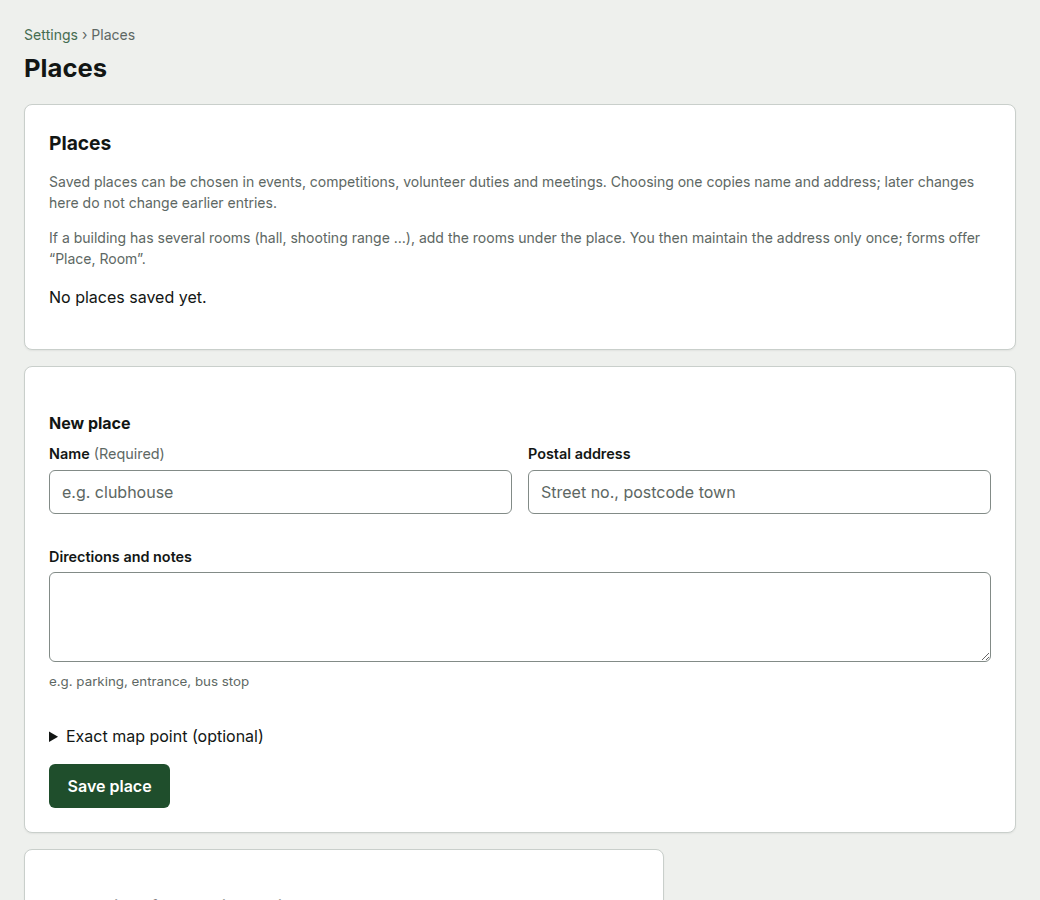 Settings › Places
Places
Places
Saved places can be chosen in events, competitions, volunteer duties and meetings. Choosing one copies name and address; later changes
here do not change earlier entries.
If a building has several rooms (hall, shooting range ...), add the rooms under the place. You then maintain the address only once; forms offer
“Place, Room”.
No places saved yet.
New place
Name (Required) Postal address
e.g. clubhouse Street no., postcode town
Directions and notes
e.g. parking, entrance, bus stop
Exact map point (optional)
Save place